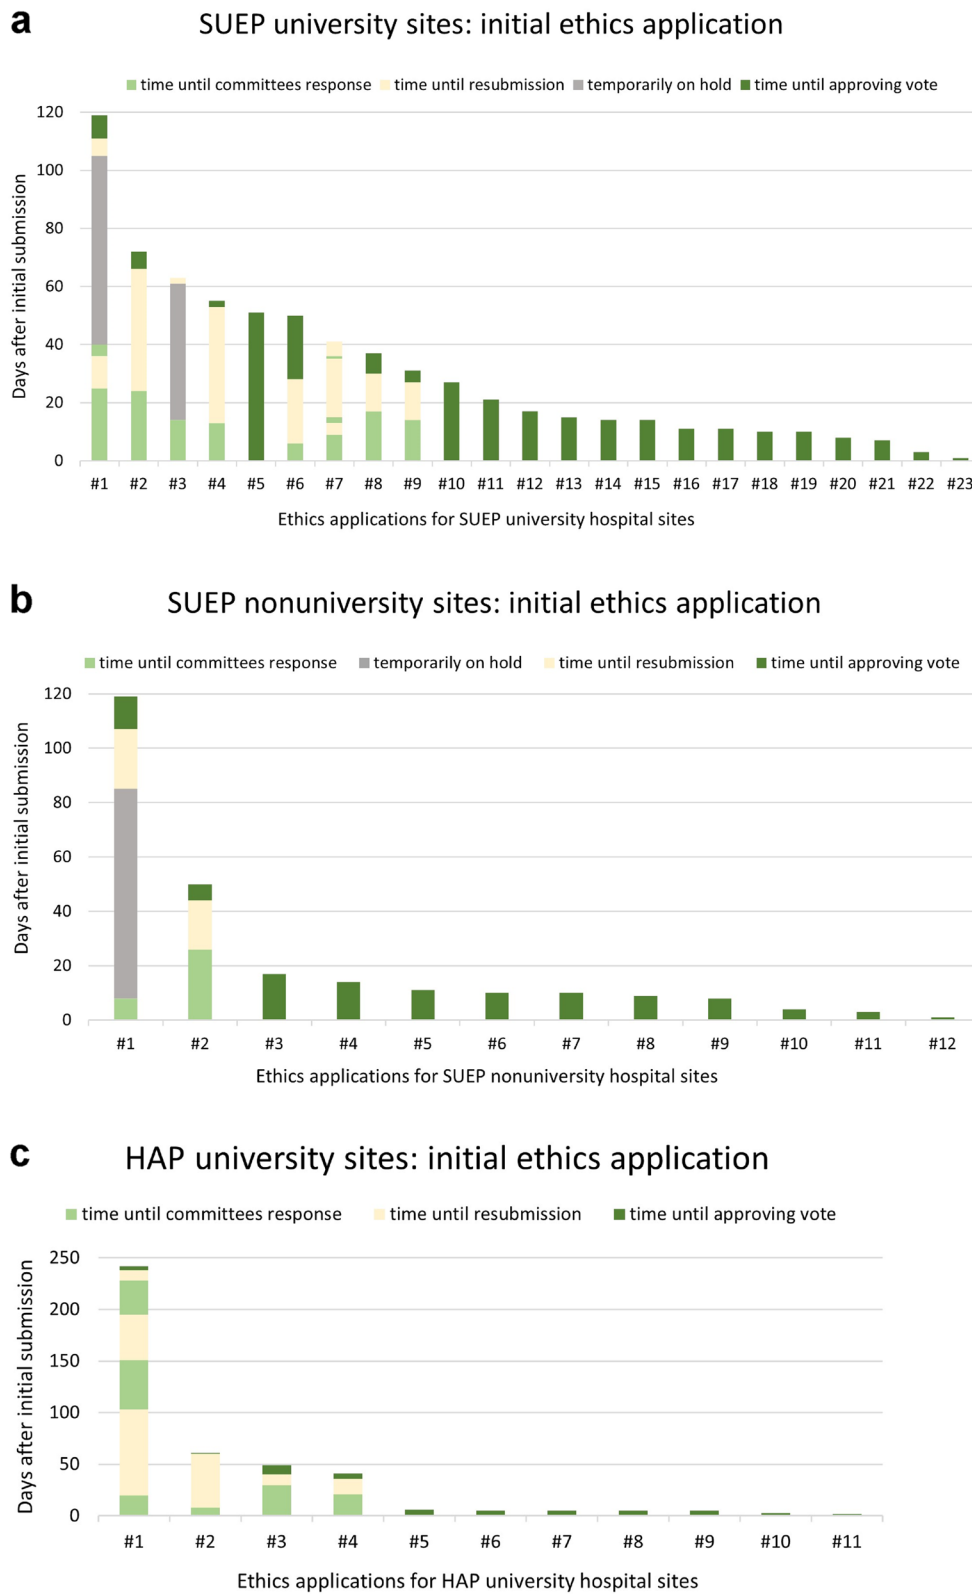 a
SUEP university sites: initial ethics application
time until committees response time until resubmission temporarily on hold time until approving vote
Days after initial submission
120
100
80
60
40
20
0
#1 #2 #3 #4 #5 #6 #7 #8 #9 #10 #11 #12 #13 #14 #15 #16 #17 #18 #19 #20 #21 #22 #23
Ethics applications for SUEP university hospital sites
b
SUEP nonuniversity sites: initial ethics application
time until committees response temporarily on hold time until resubmission time until approving vote
Days after initial submission
120
100
80
60
40
20
0
#1 #2 #3 #4 #5 #6 #7 #8 #9 #10 #11 #12
Ethics applications for SUEP nonuniversity hospital sites
c
HAP university sites: initial ethics application
time until committees response time until resubmission time until approving vote
Days after initial submission
250
200
150
100
50
0
#1 #2 #3 #4 #5 #6 #7 #8 #9 #10 #11
Ethics applications for HAP university hospital sites